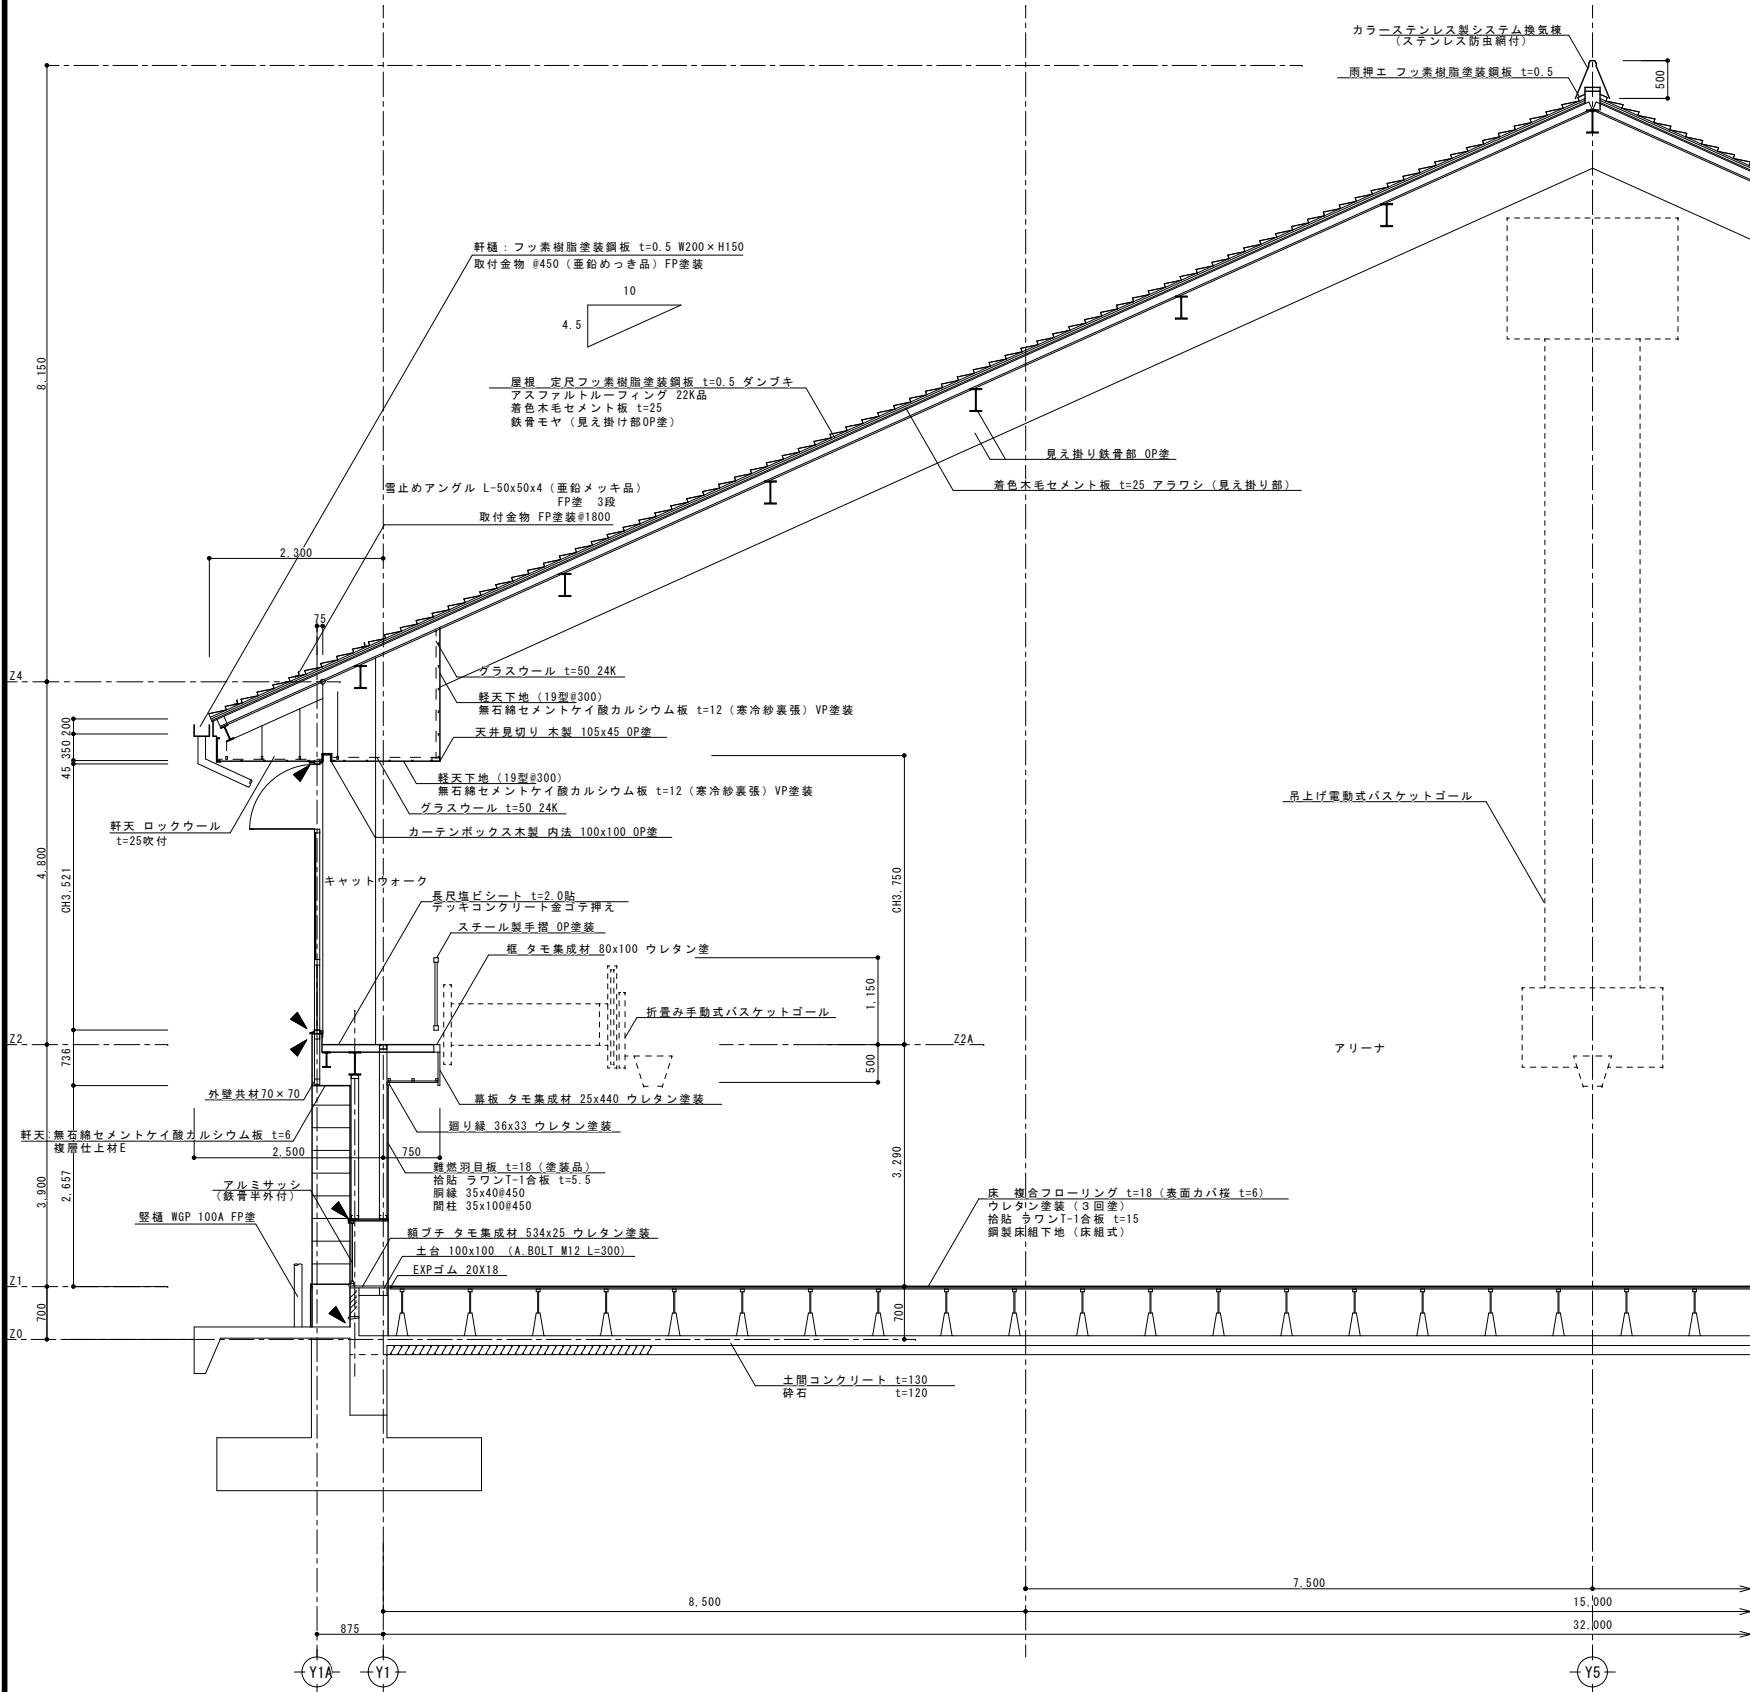 カラーステンレス製システム換気棟
（ステンレス防虫網付）
雨押エ フッ素樹脂塗装鋼板 t=0.5
500
軒樋：フッ素樹脂塗装鋼板 t=0.5 W200×H150
取付金物 @450（亜鉛めっき品）FP塗装
10
4.5
8,150
屋根　定尺フッ素樹脂塗装鋼板 t=0.5 ダンブキ
アスファルトルーフィング 22K品
着色木毛セメント板 t=25
鉄骨モヤ（見え掛け部OP塗）
見え掛り鉄骨部 OP塗
着色木毛セメント板 t=25 アラワシ（見え掛り部）
雪止めアングル L-50x50x4（亜鉛メッキ品）
FP塗　3段
取付金物 FP塗装@1800
2,300
75
Z4
グラスウール t=50 24K
軽天下地（19型@300）
無石綿セメントケイ酸カルシウム板 t=12（寒冷紗裏張）VP塗装
天井見切り 木製 105x45 OP塗
200
350
45
軽天下地（19型@300）
無石綿セメントケイ酸カルシウム板 t=12（寒冷紗裏張）VP塗装
グラスウール t=50 24K
カーテンボックス木製 内法 100x100 OP塗
軒天 ロックウール
t=25吹付
吊上げ電動式バスケットゴール
4,800
CH3,521
CH3,750
キャットウォーク
長尺塩ビシート t=2.0貼
デッキコンクリート金ゴテ押え
スチール製手摺 OP塗装
框 タモ集成材 80x100 ウレタン塗
1,150
折畳み手動式バスケットゴール
Z2
Z2A
アリーナ
736
500
外壁共材70×70
幕板 タモ集成材 25x440 ウレタン塗装
廻り縁 36x33 ウレタン塗装
軒天:無石綿セメントケイ酸カルシウム板 t=6
複層仕上材E
2,500
750
3,900
2,657
3,290
難燃羽目板 t=18（塗装品）
捨貼 ラワンT-1合板 t=5.5
胴縁 35x40@450
間柱 35x100@450
アルミサッシ
（鉄骨半外付）
竪樋 WGP 100A FP塗
床　複合フローリング t=18（表面カバ桜 t=6）
ウレタン塗装（３回塗）
捨貼 ラワンT-1合板 t=15
鋼製床組下地（床組式）
額ブチ タモ集成材 534x25 ウレタン塗装
土台 100x100 （A.BOLT M12 L=300）
EXPゴム 20X18
Z1
700
700
Z0
土間コンクリート t=130
砕石 t=120
7,500
8,500
15,000
875
32,000
Y1A
Y1
Y5